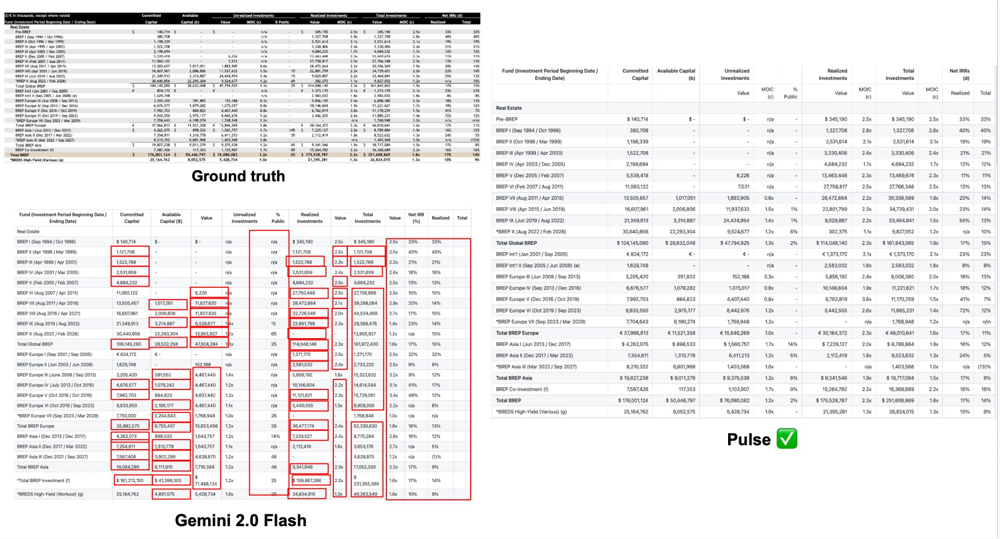 ($/€ in thousands, except where noted) Committed Available Unrealized Investments Realized Investments Total Investments Net IRRs (d)
Fund (Investment Period Beginning Date / Ending Date) Capital Capital (b) Value MOIC (c) % Public Value MOIC (c) Value MOIC (c) Realized Total
Real Estate
Pre-BREP $ 140,714 $ - $ - n/a - $ 345,190 2.5x $ 345,190 2.5x 33% 33%
BREP I (Sep 1994 / Oct 1996) 380,708 - - n/a - 1,327,708 2.8x 1,327,708 2.8x 40% 40%
BREP II (Oct 1996 / Mar 1999) 1,198,339 - - n/a - 2,531,614 2.1x 2,531,614 2.1x 19% 19%
BREP III (Apr 1999 / Apr 2003) 1,522,708 - - n/a - 3,330,406 2.4x 3,330,406 2.4x 21% 21%
BREP IV (Apr 2003 / Dec 2005) 2,198,694 - - n/a - 4,684,232 1.7x 4,684,232 1.7x 12% 12%
BREP V (Dec 2005 / Feb 2007) 5,539,418 - 6,226 n/a - 13,463,448 2.3x 13,469,674 2.3x 11% 11%
BREP VI (Feb 2007 / Aug 2011) 11,060,122 - 7,531 n/a - 27,758,817 2.5x 27,766,348 2.5x 13% 13%
BREP VII (Aug 2011 / Apr 2015) 13,505,657 1,017,051 1,883,905 0.6x - 28,472,664 2.2x 30,356,569 1.9x 20% 14%
BREP VIII (Apr 2015 / Jun 2019) 16,607,961 2,006,806 11,937,632 1.5x 1% 22,801,799 2.3x 34,739,431 2.0x 23% 14%
BREP IX (Jun 2019 / Aug 2022) 21,349,913 3,314,887 24,434,954 1.4x 1% 9,029,887 2.2x 33,464,841 1.5x 55% 13%
*BREP X (Aug 2022 / Feb 2028) 30,640,856 22,293,304 9,524,677 1.2x 6% 302,375 1.1x 9,827,052 1.2x n/a 10%
Total Global BREP $ 104,145,090 $ 28,632,048 $ 47,794,925 1.3x 2% $ 114,048,140 2.3x $ 161,843,065 1.9x 17% 15%
BREP Int'l (Jan 2001 / Sep 2005) € 824,172 € - € - n/a - € 1,373,170 2.1x € 1,373,170 2.1x 23% 23%
BREP Int'l II (Sep 2005 / Jun 2008) (e) 1,629,748 - - n/a - 2,583,032 1.8x 2,583,032 1.8x 8% 8%
BREP Europe III (Jun 2008 / Sep 2013) 3,205,420 391,802 152,188 0.3x - 5,856,192 2.4x 6,008,380 2.0x 18% 13%
BREP Europe IV (Sep 2013 / Dec 2016) 6,676,577 1,079,282 1,075,017 0.8x - 10,146,604 1.9x 11,221,621 1.7x 18% 12%
BREP Europe V (Dec 2016 / Oct 2019) 7,992,703 884,823 4,407,440 0.8x - 6,762,819 3.8x 11,170,259 1.5x 41% 7%
BREP Europe VI (Oct 2019 / Sep 2023) 9,933,550 2,975,177 8,442,676 1.2x - 3,442,555 2.6x 11,885,231 1.4x 72% 12%
*BREP Europe VII (Sep 2023 / Mar 2029) 7,704,643 6,190,274 1,768,948 1.2x - - n/a 1,768,948 1.2x n/a n/m
Total BREP Europe € 37,966,813 € 11,521,358 € 15,846,269 1.0x - € 30,164,372 2.3x € 46,010,641 1.6x 17% 11%
BREP Asia I (Jun 2013 / Dec 2017) $ 4,262,075 $ 898,533 $ 1,560,757 1.7x 14% $ 7,229,127 2.0x $ 8,789,884 1.9x 16% 12%
BREP Asia II (Dec 2017 / Mar 2022) 7,354,811 1,310,778 6,411,213 1.2x 5% 2,112,419 1.8x 8,523,632 1.3x 24% 5%
*BREP Asia III (Mar 2022 / Sep 2027) 8,210,352 6,801,968 1,403,568 1.0x - - n/a 1,403,568 1.0x n/a (13)%
Total BREP Asia $ 19,827,238 $ 9,011,279 $ 9,375,538 1.2x 6% $ 9,341,546 1.9x $ 18,717,084 1.5x 17% 8%
BREP Co-Investment (f) 7,587,426 117,353 1,103,907 1.7x 0% 15,264,782 2.2x 16,368,689 2.2x 16% 16%
Total BREP $ 176,001,124 $ 50,446,797 $ 76,080,082 1.2x 2% $ 175,528,787 2.3x $ 251,608,869 1.8x 17% 14%
*BREDS High-Yield (Various) (g) 25,164,762 8,052,575 5,428,734 1.0x - 21,395,281 1.3x 26,824,015 1.3x 10% 9%
Ground truth
Fund (Investment Period Beginning Date / Committed Available Value Unrealized % Realized Value Total Value Net IRR Realized Total
Ending Date) Capital Capital ($) Investments Public Investments Investments (%)
Real Estate
BREP I (Sep 1994 / Oct 1996) $ 140,714 $ - $ - n/a n/a $ 345,190 2.5x $ 345,190 2.5x 33% 33%
BREP II (Apr 1996 / Mar 1999) 1,121,708 - - n/a n/a 1,121,708 2.5x 1,121,708 2.5x 40% 40%
BREP III (Apr 1999 / Apr 2001) 1,522,768 - - n/a n/a 1,522,768 2.3x 1,522,768 2.3x 21% 21%
BREP IV (Apr 2001 / Mar 2005) 2,531,659 - - n/a n/a 2,531,659 2.4x 2,531,659 2.4x 18% 18%
BREP V (Feb 2005 / Feb 2007) 4,684,232 - - n/a n/a 4,684,232 2.5x 4,684,232 2.5x 13% 13%
BREP VI (Aug 2007 / Apr 2011) 11,060,122 - 6,220 n/a n/a 27,750,448 2.5x 27,756,668 2.5x 15% 15%
BREP VII (Aug 2011 / Apr 2016) 13,505,457 1,017,261 11,827,620 n/a n/a 28,472,664 2.1x 39,298,084 2.9x 20% 14%
BREP VIII (Aug 2016 / Apr 2021) 16,607,961 2,006,806 11,807,920 n/a n/a 32,726,549 2.0x 44,534,469 2.7x 17% 15%
BREP IX (Aug 2019 / Aug 2022) 21,349,913 3,214,887 6,526,677 1.4x 15 22,861,799 2.3x 29,388,476 1.4x 23% 14%
BREP X (Aug 2022 / Feb 2026) 30,440,856 22,293,304 13,955,927 1.2x 65 - - 13,955,927 1.2x n/a 15%
Total Global BREP 106,145,290 28,532,258 47,924,284 1.3x 25 114,048,146 2.3x 161,972,430 1.6x 17% 15%
BREP Europe I (Sep 2001 / Sep 2005) € 824,172 € - n/a n/a 1,371,170 2.5x 1,371,170 2.5x 32% 32%
BREP Europe II (Jun 2005 / Jun 2008) 1,629,748 - 152,188 n/a n/a 2,581,032 2.4x 2,733,220 2.5x 8% 8%
BREP Europe III (June 2008 / Sep 2013) 3,205,420 391,552 4,467,440 1.4x n/a 5,856,192 1.8x 10,323,632 3.2x 9% 12%
BREP Europe IV (July 2013 / Oct 2016) 4,676,577 1,079,242 4,467,440 1.2x n/a 10,146,604 2.2x 14,614,044 3.1x 41% 17%
BREP Europe V (Oct 2016 / Oct 2019) 7,962,703 884,823 4,607,440 1.2x n/a 11,121,621 2.3x 15,729,061 3.4x 48% 12%
BREP Europe VI (Oct 2019 / Sep 2023) 9,933,950 2,195,177 4,467,440 1.1x n/a 5,440,555 1.3x 9,908,005 2.2x n/a 6%
*BREP Europe VII (Sep 2023 / Mar 2029) 7,750,000 2,204,643 1,768,948 1.0x 26 - - 1,768,948 1.0x n/a n/a
Total BREP Europe 35,982,570 6,755,437 15,853,456 1.2x 26 36,477,174 2.4x 52,330,630 1.8x 16% 13%
BREP Asia I (Dec 2013 / Dec 2017) 4,262,073 898,533 1,540,757 1.2x 14% 7,229,527 2.4x 8,770,284 2.8x 16% 12%
BREP Asia II (Dec 2017 / Mar 2022) 7,254,811 1,310,779 1,540,757 1.1x n/a 2,112,419 1.6x 3,653,176 2.7x n/a 5%
BREP Asia III (Dec 2021 / Sep 2027) 7,567,406 3,902,298 4,628,870 1.2x 46 - - 4,628,870 1.2x n/a (1)%
Total BREP Asia 19,084,290 6,111,610 7,710,384 1.2x 46 9,341,946 2.3x 17,052,330 2.3x 17% 9%
*Total BREP Investment (f) $ 161,212,150 $ 41,399,305 $ 71,488,124 1.2x 25 $ 159,867,266 2.3x $ 231,355,390 1.6x 17% 14%
*BREDS High-Yield (Workout) (g) 25,164,762 4,891,575 5,428,734 1.0x 26 34,834,815 1.3x 40,263,549 1.6x 10% 9%
Gemini 2.0 Flash
Fund (Investment Period Beginning Date / Committed Available Capital Unrealized Realized Total Net IRRs
Ending Date) Capital (b) Investments Investments Investments (d)
Value MOIC (c) % Public Value MOIC (c) Value MOIC (c) Realized Total
Real Estate
Pre-BREP $ 140,714 $ - $ - n/a - $ 345,190 2.5x $ 345,190 2.5x 33% 33%
BREP I (Sep 1994 / Oct 1996) 380,708 - - n/a - 1,327,708 2.8x 1,327,708 2.8x 40% 40%
BREP II (Oct 1996 / Mar 1999) 1,198,339 - - n/a - 2,531,614 2.1x 2,531,614 2.1x 19% 19%
BREP III (Apr 1999 / Apr 2003) 1,522,708 - - n/a - 3,330,406 2.4x 3,330,406 2.4x 21% 21%
BREP IV (Apr 2003 / Dec 2005) 2,198,694 - - n/a - 4,684,232 1.7x 4,684,232 1.7x 12% 12%
BREP V (Dec 2005 / Feb 2007) 5,539,418 - 6,226 n/a - 13,463,448 2.3x 13,469,674 2.3x 11% 11%
BREP VI (Feb 2007 / Aug 2011) 11,060,122 - 7,531 n/a - 27,758,817 2.5x 27,766,348 2.5x 13% 13%
BREP VII (Aug 2011 / Apr 2015) 13,505,657 1,017,051 1,883,905 0.6x - 28,472,664 2.2x 30,356,569 1.9x 20% 14%
BREP VIII (Apr 2015 / Jun 2019) 16,607,961 2,006,806 11,937,632 1.5x 1% 22,801,799 2.3x 34,739,431 2.0x 23% 14%
BREP IX (Jun 2019 / Aug 2022) 21,349,913 3,314,887 24,434,954 1.4x 1% 9,029,887 2.2x 33,464,841 1.5x 55% 13%
*BREP X (Aug 2022 / Feb 2028) 30,640,856 22,293,304 9,524,677 1.2x 6% 302,375 1.1x 9,827,052 1.2x n/a 10%
Total Global BREP $ 104,145,090 $ 28,632,048 $ 47,794,925 1.3x 2% $ 114,048,140 2.3x $ 161,843,065 1.9x 17% 15%
BREP Int'l (Jan 2001 / Sep 2005) € 824,172 € - € - n/a - € 1,373,170 2.1x € 1,373,170 2.1x 23% 23%
BREP Int'l II (Sep 2005 / Jun 2008) (e) 1,629,748 - - n/a - 2,583,032 1.8x 2,583,032 1.8x 8% 8%
BREP Europe III (Jun 2008 / Sep 2013) 3,205,420 391,802 152,188 0.3x - 5,856,192 2.4x 6,008,380 2.0x 18% 13%
BREP Europe IV (Sep 2013 / Dec 2016) 6,676,577 1,079,282 1,075,017 0.8x - 10,146,604 1.9x 11,221,621 1.7x 18% 12%
BREP Europe V (Dec 2016 / Oct 2019) 7,992,703 884,823 4,407,440 0.8x - 6,762,819 3.8x 11,170,259 1.5x 41% 7%
BREP Europe VI (Oct 2019 / Sep 2023) 9,933,550 2,975,177 8,442,676 1.2x - 3,442,555 2.6x 11,885,231 1.4x 72% 12%
*BREP Europe VII (Sep 2023 / Mar 2029) 7,704,643 6,190,274 1,768,948 1.2x - - n/a 1,768,948 1.2x n/a n/m
Total BREP Europe € 37,966,813 € 11,521,358 € 15,846,269 1.0x - € 30,164,372 2.3x € 46,010,641 1.6x 17% 11%
BREP Asia I (Jun 2013 / Dec 2017) $ 4,262,075 $ 898,533 $ 1,560,757 1.7x 14% $ 7,229,127 2.0x $ 8,789,884 1.9x 16% 12%
BREP Asia II (Dec 2017 / Mar 2022) 7,354,811 1,310,778 6,411,213 1.2x 5% 2,112,419 1.8x 8,523,632 1.3x 24% 5%
*BREP Asia III (Mar 2022 / Sep 2027) 8,210,352 6,801,968 1,403,568 1.0x - - n/a 1,403,568 1.0x n/a (13)%
Total BREP Asia $ 19,827,238 $ 9,011,279 $ 9,375,538 1.2x 6% $ 9,341,546 1.9x $ 18,717,084 1.5x 17% 8%
BREP Co-Investment (f) 7,587,426 117,353 1,103,907 1.7x 0% 15,264,782 2.2x 16,368,689 2.2x 16% 16%
Total BREP $ 176,001,124 $ 50,446,797 $ 76,080,082 1.2x 2% $ 175,528,787 2.3x $ 251,608,869 1.8x 17% 14%
*BREDS High-Yield (Various) (g) 25,164,762 8,052,575 5,428,734 1.0x - 21,395,281 1.3x 26,824,015 1.3x 10% 9%
Pulse ✅